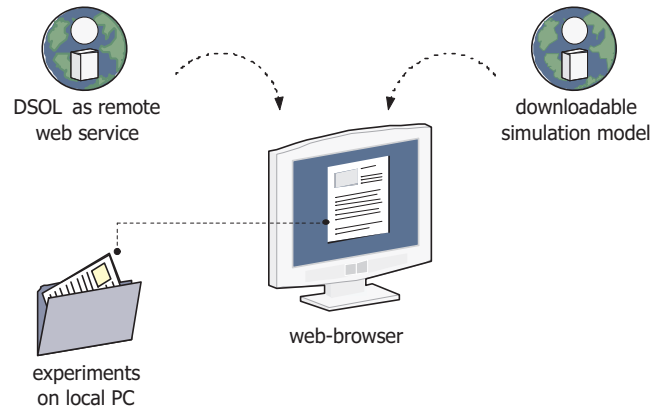 DSOL as remote
web service
downloadable
simulation model
web-browser
experiments
on local PC